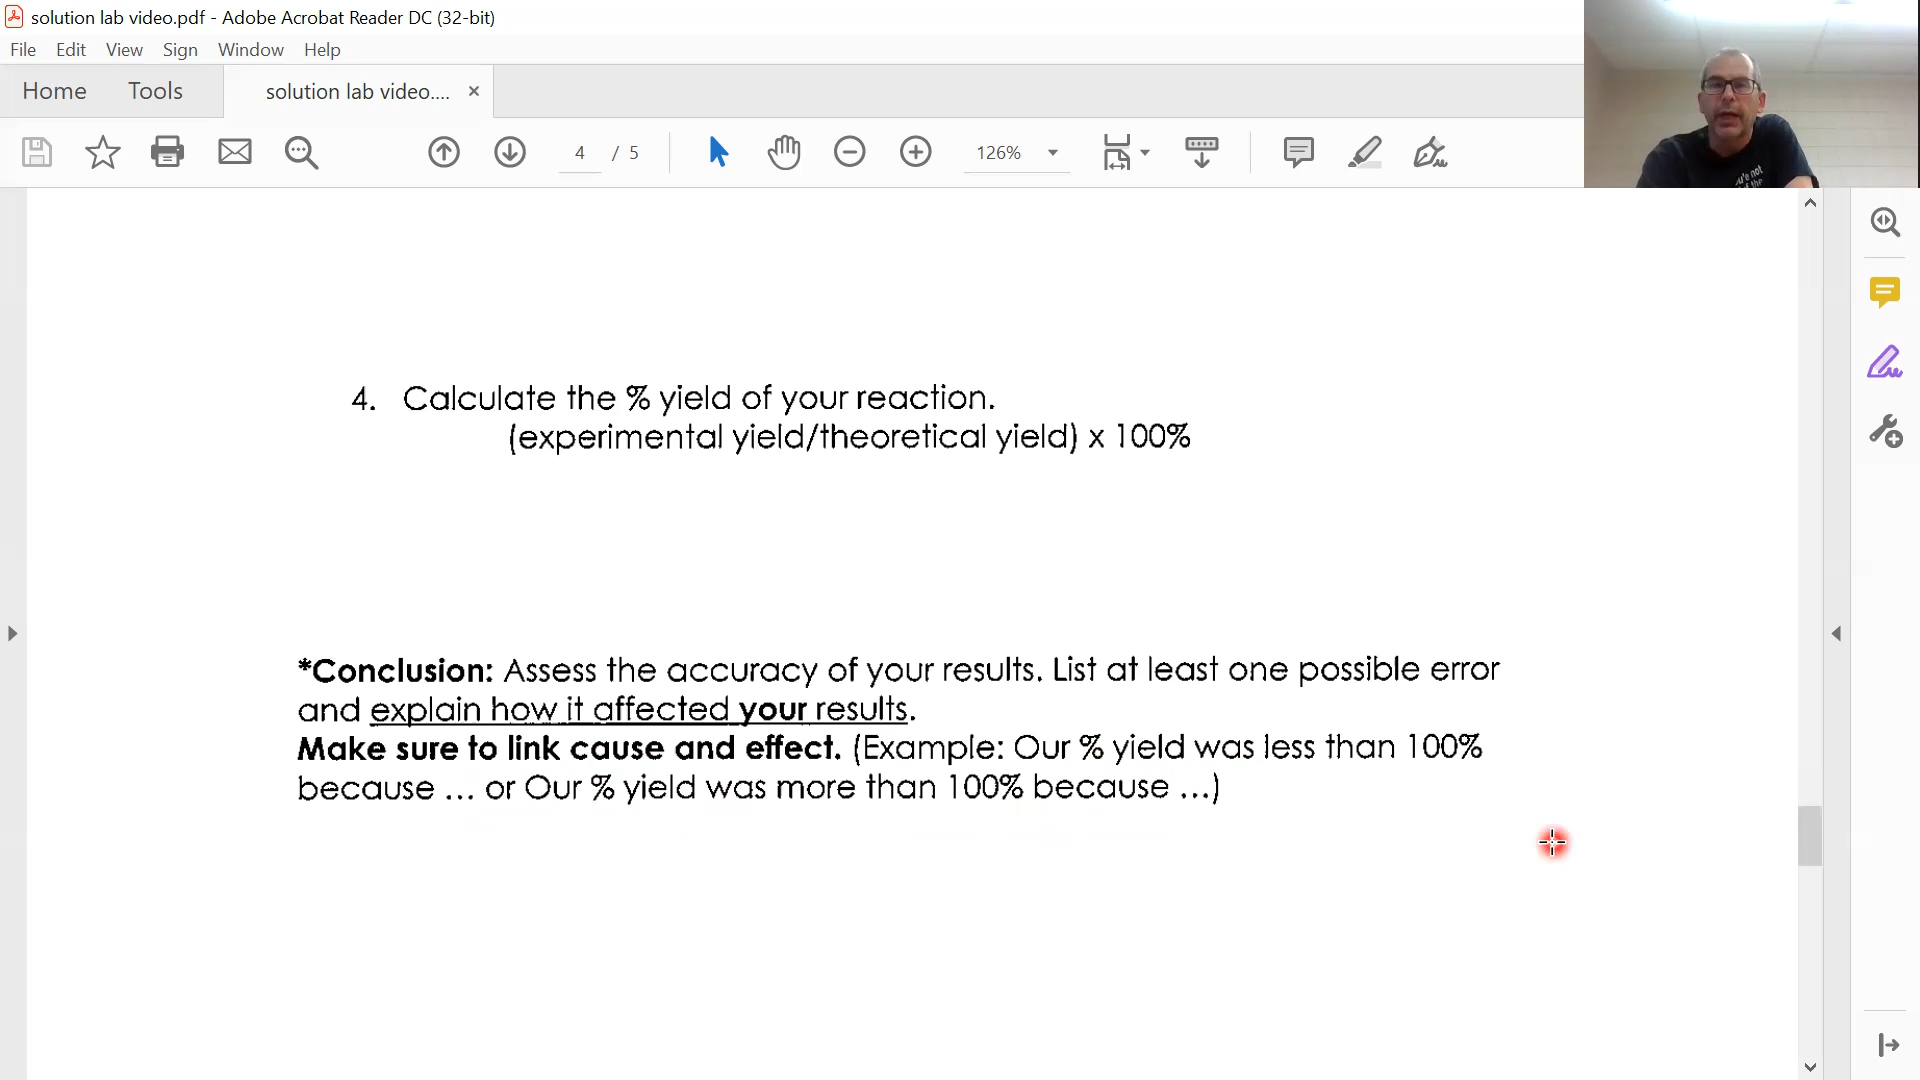 solution lab video.pdf - Adobe Acrobat Reader DC (32-bit)
File Edit View Sign Window Help
Home Tools solution lab video.... ×
4 / 5 126%
4. Calculate the % yield of your reaction.
(experimental yield/theoretical yield) x 100%
*Conclusion: Assess the accuracy of your results. List at least one possible error
and explain how it affected your results.
Make sure to link cause and effect. (Example: Our % yield was less than 100%
because ... or Our % yield was more than 100% because ...)